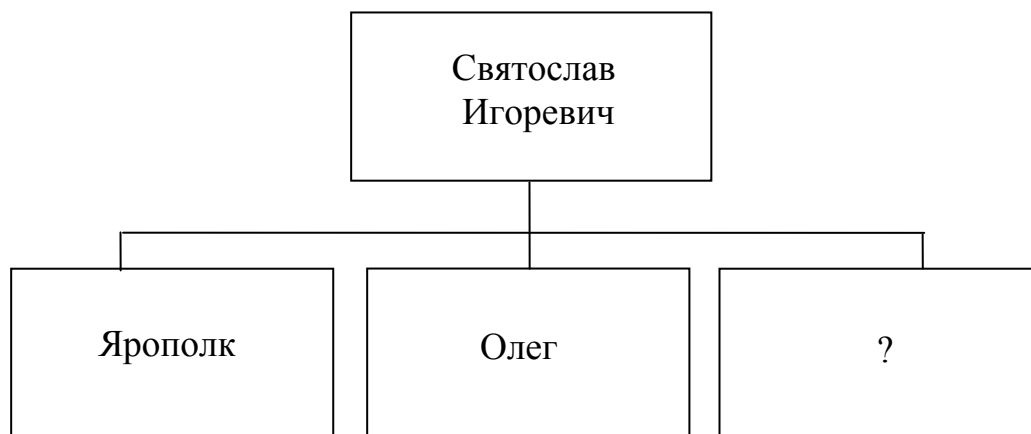 Святослав
Игоревич
Ярополк
Олег
?